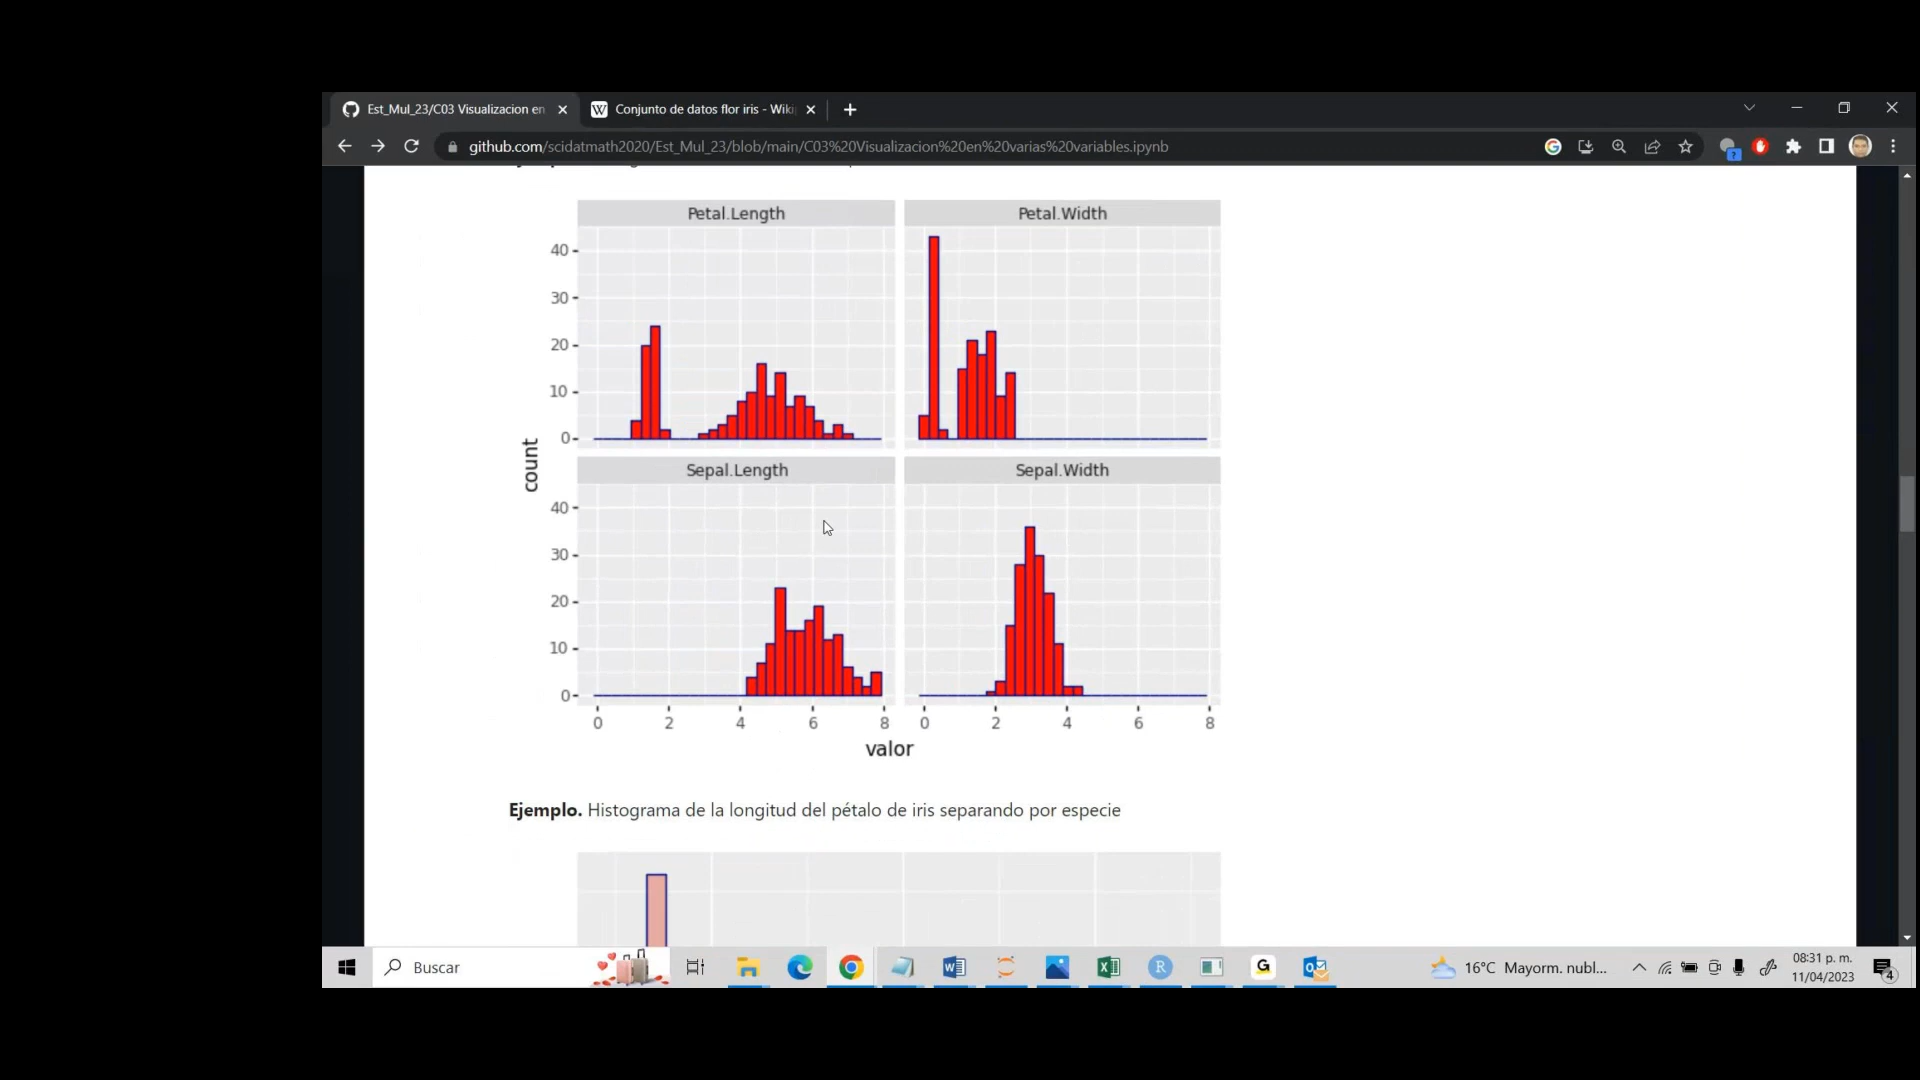 Est_Mul_23/C03 Visualizacion en
Conjunto de datos flor iris - Wiki
github.com/scidatmath2020/Est_Mul_23/blob/main/C03%20Visualizacion%20en%20varias%20variables.ipynb
Petal.Length
Petal.Width
40
30
20
10
0
count
Sepal.Length
Sepal.Width
40
30
20
10
0
0 2 4 6 8 0 2 4 6 8
valor
Ejemplo. Histograma de la longitud del pétalo de iris separando por especie
Buscar
16°C Mayorm. nubl...
08:31 p. m.
11/04/2023
4